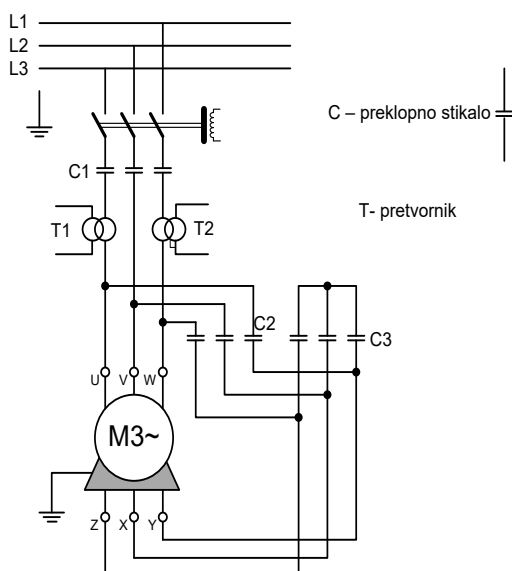 L1
L2
L3
C – preklopno stikalo
C1
T1
T2
T- pretvornik
C2
C3
U
V
W
M3~
Z
X
Y